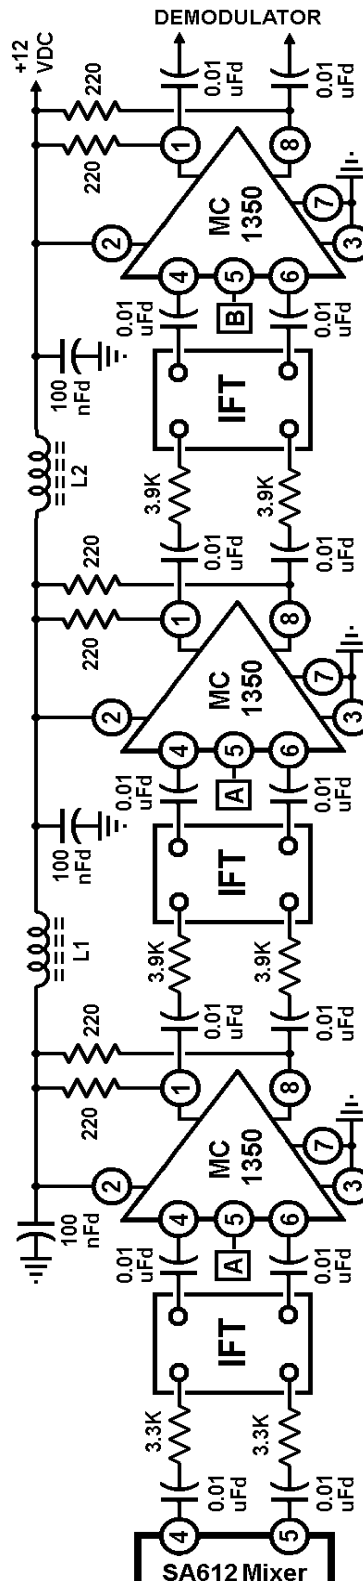 DEMODULATOR
+12
VDC
0.01
uFd
0.01
uFd
220
220
1
8
2
MC
1350
7
3
4
5
6
B
0.01
uFd
0.01
uFd
100
nFd
IFT
L2
3.9K
3.9K
0.01
uFd
0.01
uFd
220
220
1
8
2
MC
1350
7
3
4
5
6
A
0.01
uFd
0.01
uFd
100
nFd
IFT
L1
3.9K
3.9K
0.01
uFd
0.01
uFd
220
220
1
8
2
MC
1350
7
3
4
5
6
A
100
nFd
0.01
uFd
0.01
uFd
IFT
3.3K
3.3K
0.01
uFd
0.01
uFd
4
5
SA612 Mixer